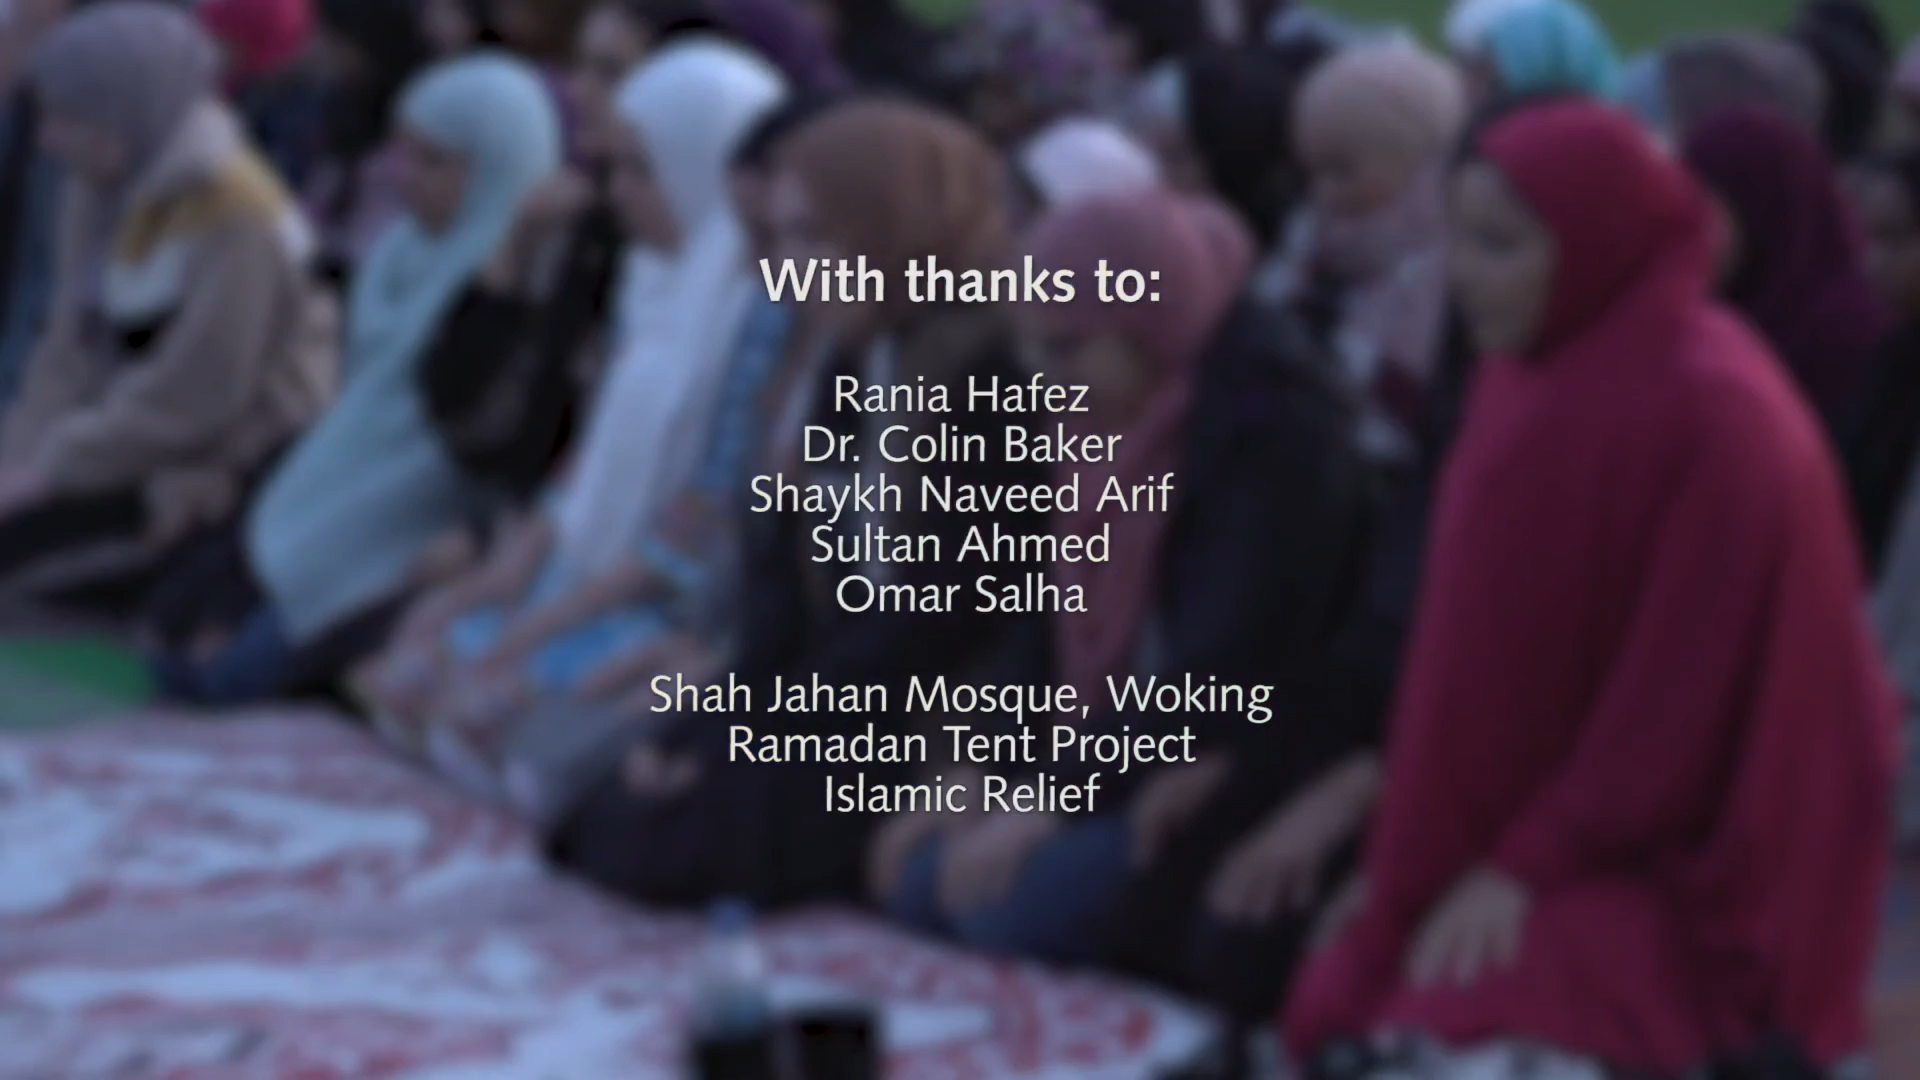 With thanks to:
Rania Hafez
Dr. Colin Baker
Shaykh Naveed Arif
Sultan Ahmed
Omar Salha
Shah Jahan Mosque, Woking
Ramadan Tent Project
Islamic Relief